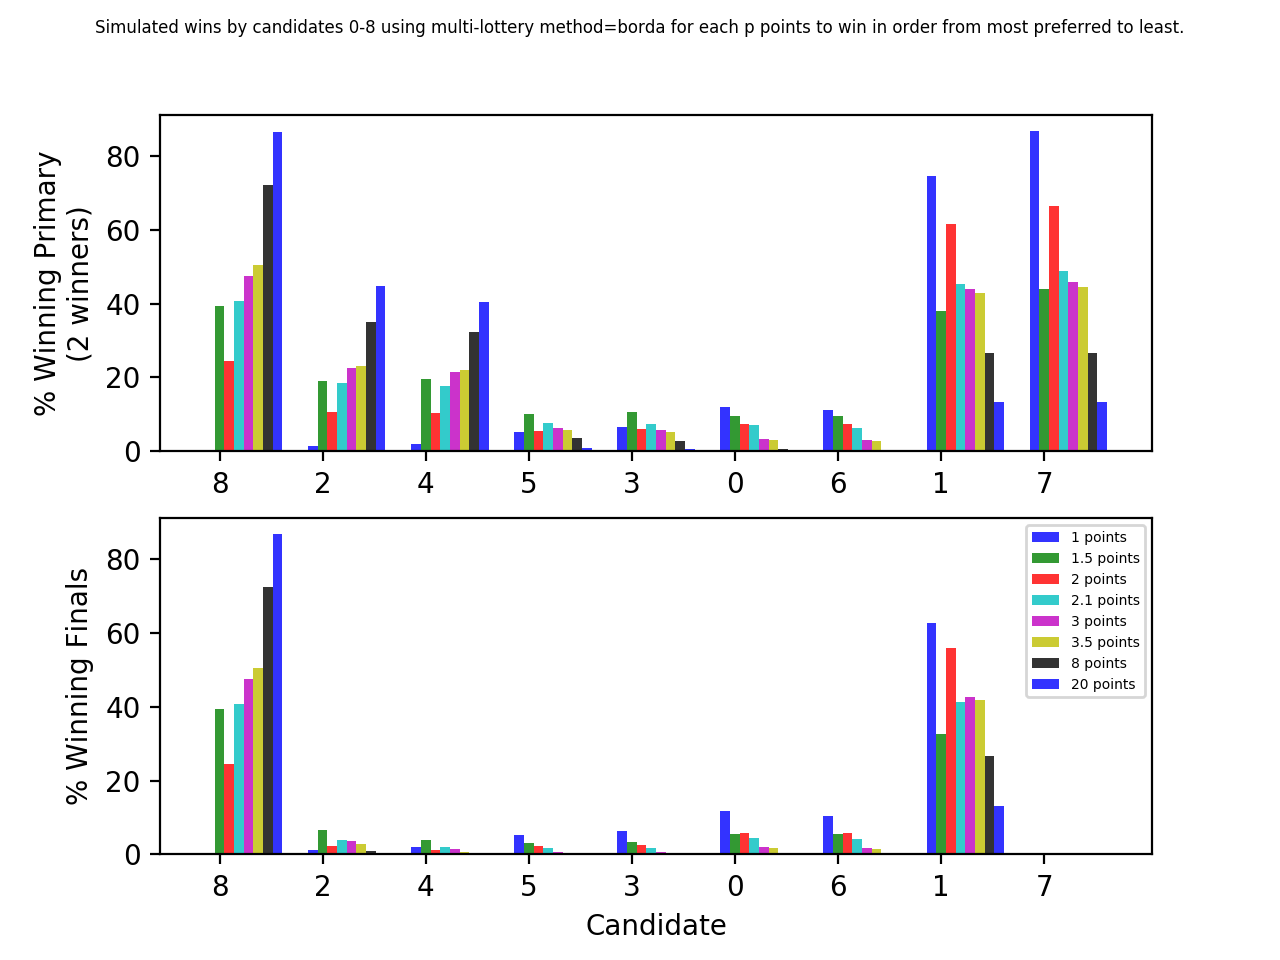 Simulated wins by candidates 0-8 using multi-lottery method=borda for each p points to win in order from most preferred to least.
% Winning Primary
(2 winners)
80
60
40
20
0
8 2 4 5 3 0 6 1 7
% Winning Finals
80
60
40
20
0
1 points
1.5 points
2 points
2.1 points
3 points
3.5 points
8 points
20 points
8 2 4 5 3 0 6 1 7
Candidate